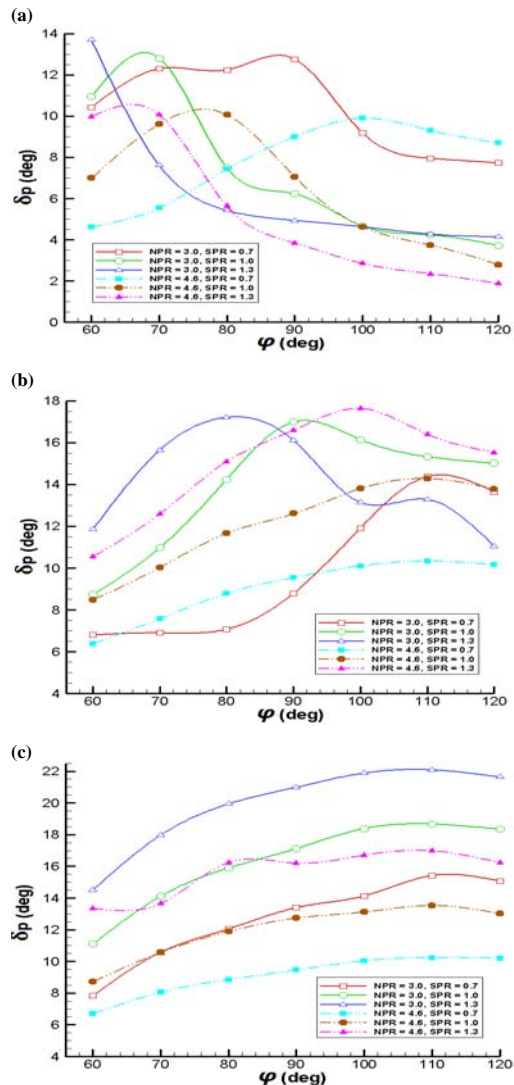 (a)
14
12
10
8
6
4
2
0
δp (deg)
NPR = 3.0, SPR = 0.7
NPR = 3.0, SPR = 1.0
NPR = 3.0, SPR = 1.3
NPR = 4.6, SPR = 0.7
NPR = 4.6, SPR = 1.0
NPR = 4.6, SPR = 1.3
60 70 80 90 100 110 120
φ (deg)
(b)
18
16
14
12
10
8
6
4
δp (deg)
NPR = 3.0, SPR = 0.7
NPR = 3.0, SPR = 1.0
NPR = 3.0, SPR = 1.3
NPR = 4.6, SPR = 0.7
NPR = 4.6, SPR = 1.0
NPR = 4.6, SPR = 1.3
60 70 80 90 100 110 120
φ (deg)
(c)
22
20
18
16
14
12
10
8
6
4
δp (deg)
NPR = 3.0, SPR = 0.7
NPR = 3.0, SPR = 1.0
NPR = 3.0, SPR = 1.3
NPR = 4.6, SPR = 0.7
NPR = 4.6, SPR = 1.0
NPR = 4.6, SPR = 1.3
60 70 80 90 100 110 120
φ (deg)